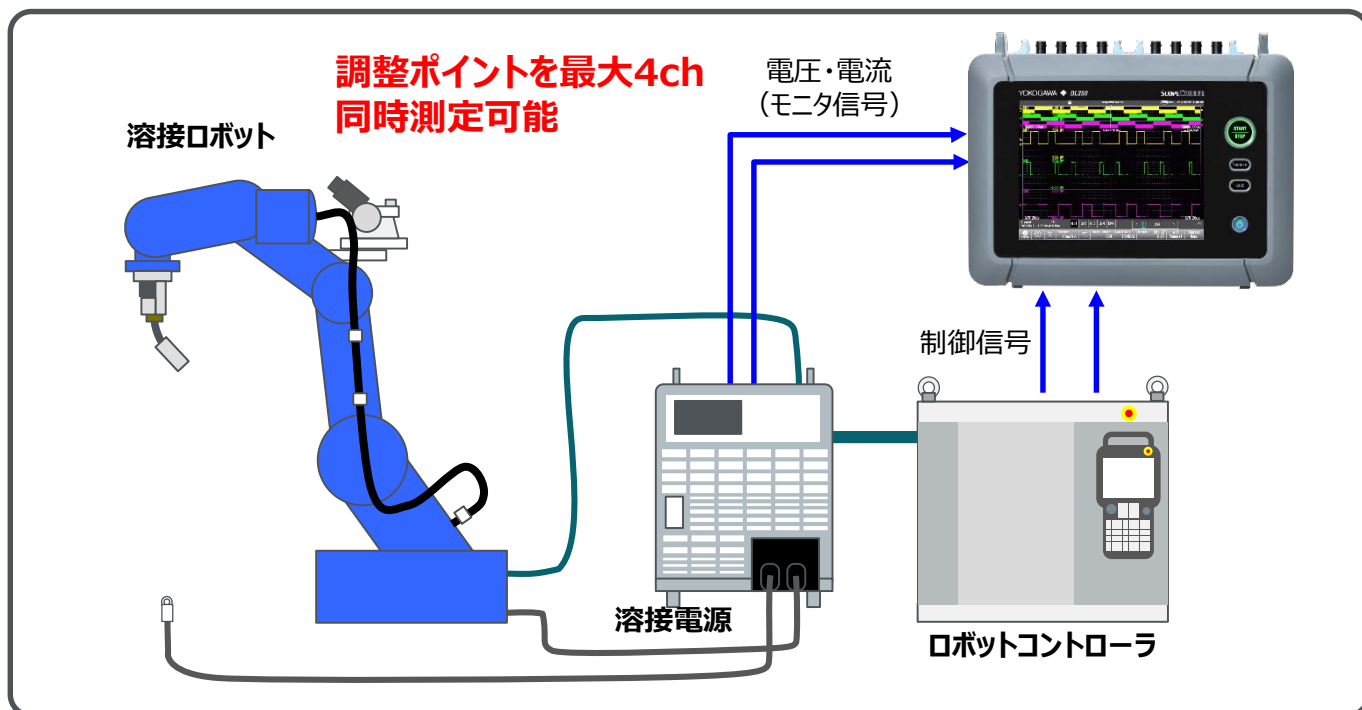 調整ポイントを最大4ch
同時測定可能
電圧・電流
（モニタ信号）
YOKOGAWA ◆ DL350
SCOPECORDER
START
STOP
溶接ロボット
制御信号
溶接電源
ロボットコントローラ